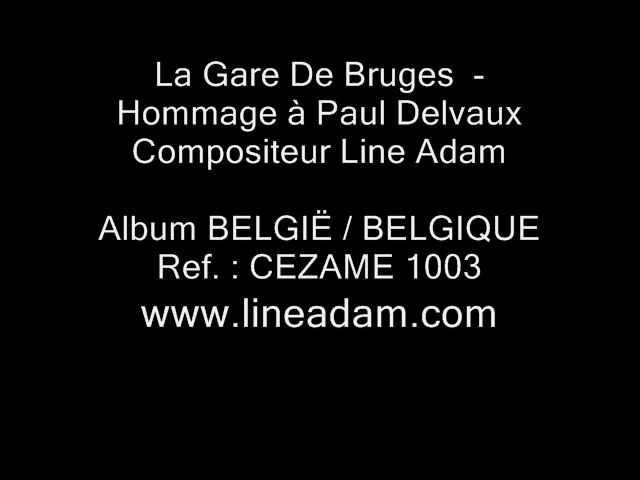 La Gare De Bruges  -
Hommage à Paul Delvaux
Compositeur Line Adam
Album BELGIË / BELGIQUE
Ref. : CEZAME 1003
www.lineadam.com